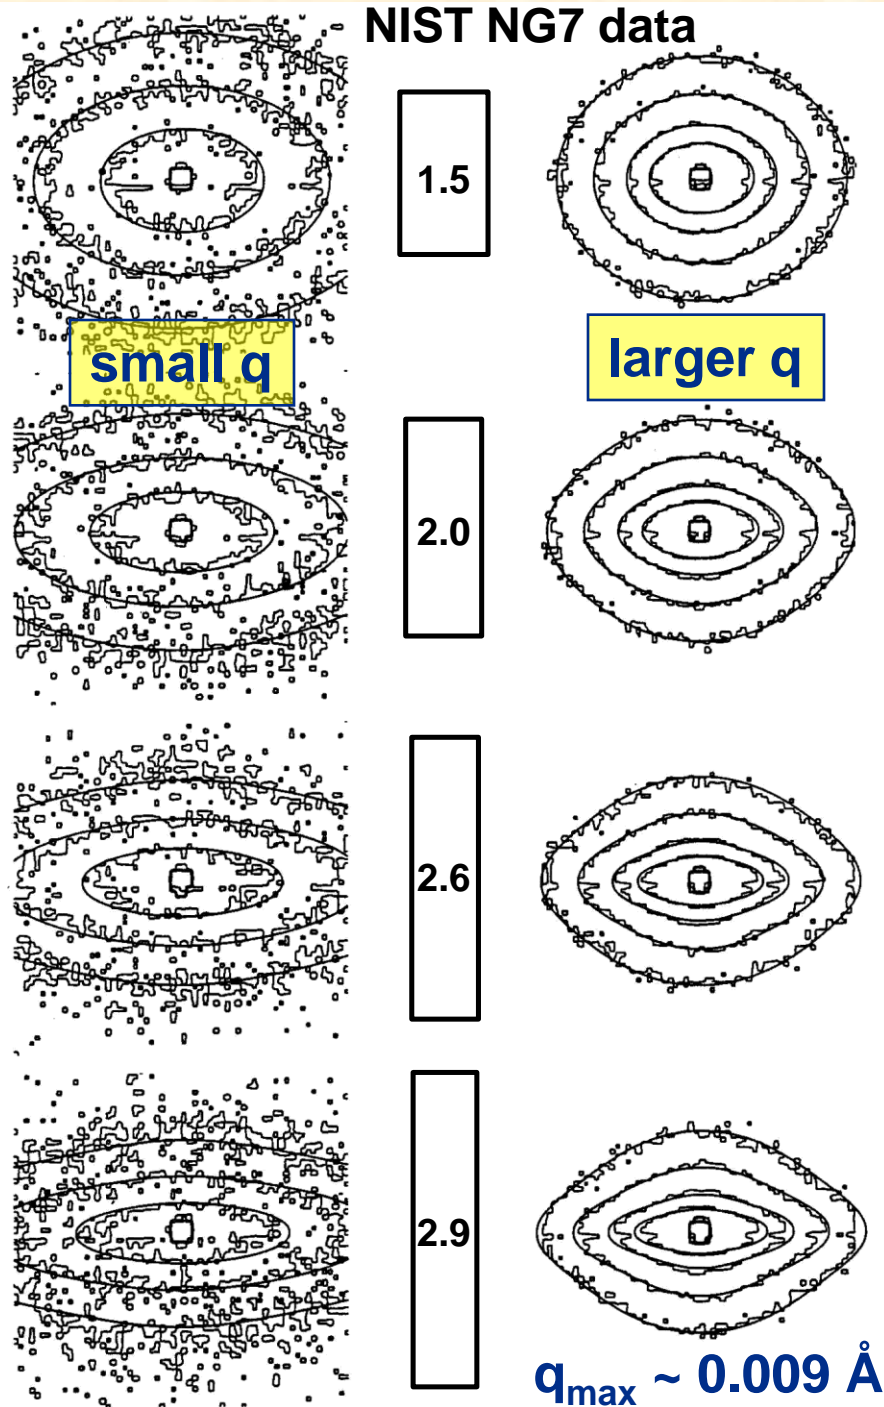 NIST NG7 data
1.5
small q
larger q
2.0
2.6
2.9
qmax ~ 0.009 Å